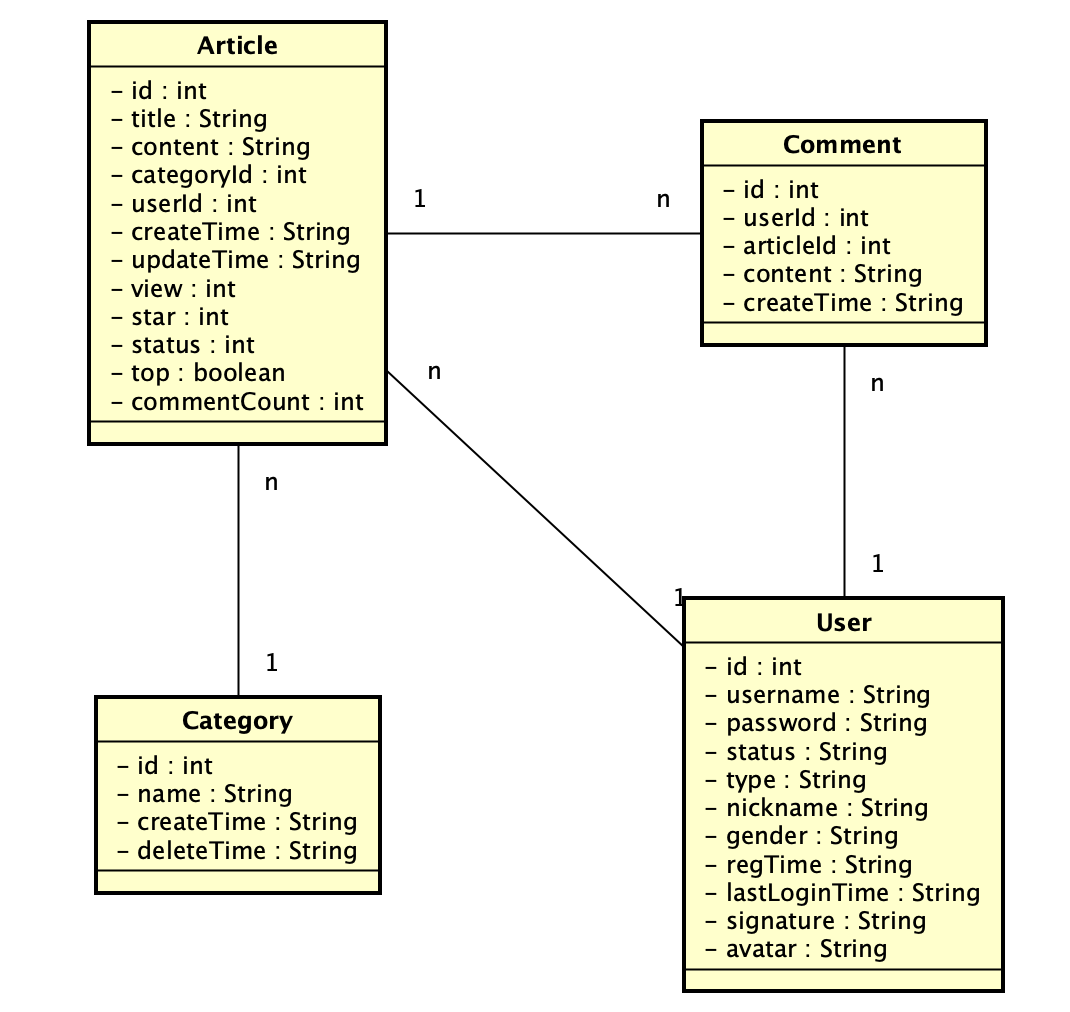 Article
- id : int
- title : String
- content : String
- categoryId : int
- userId : int
- createTime : String
- updateTime : String
- view : int
- star : int
- status : int
- top : boolean
- commentCount : int
1
n
Comment
- id : int
- userId : int
- articleId : int
- content : String
- createTime : String
n
n
n
1
1
1
Category
- id : int
- name : String
- createTime : String
- deleteTime : String
User
- id : int
- username : String
- password : String
- status : String
- type : String
- nickname : String
- gender : String
- regTime : String
- lastLoginTime : String
- signature : String
- avatar : String